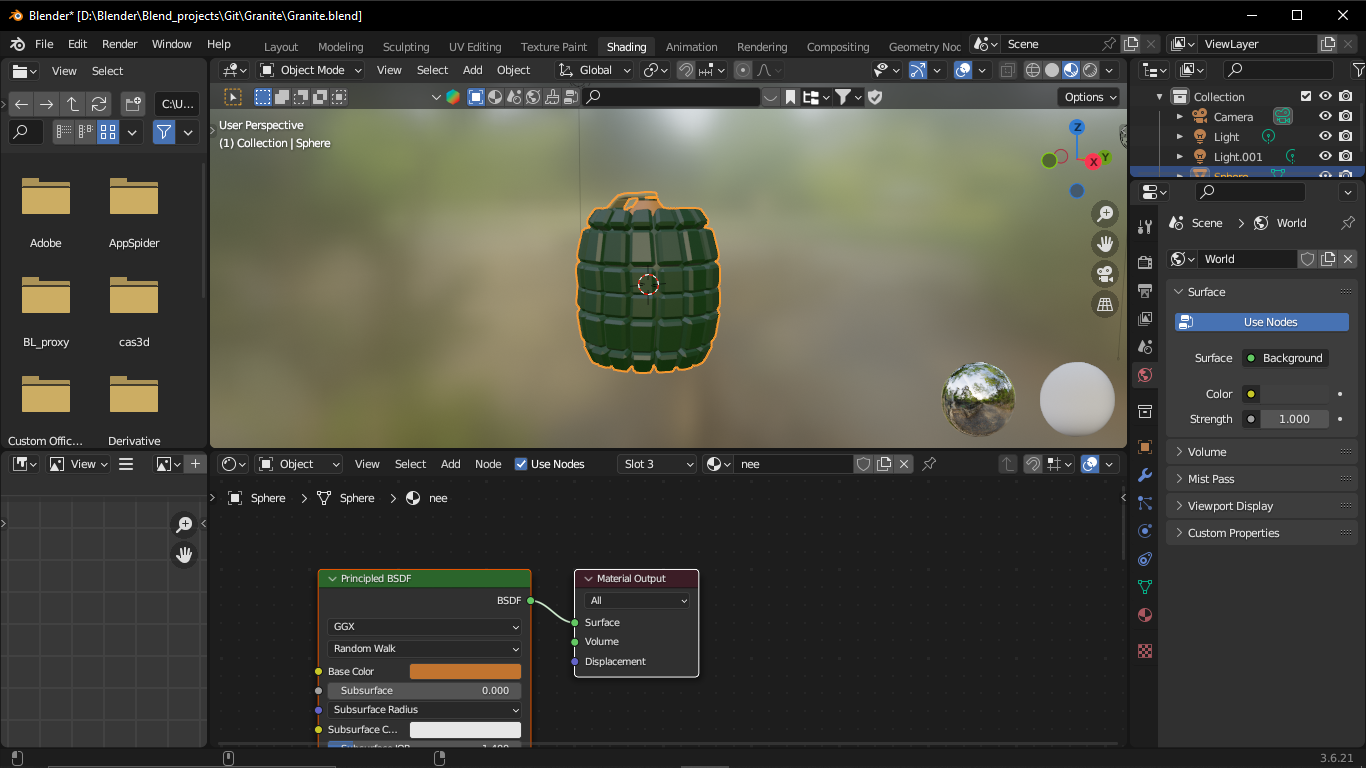 Blender* [D:\Blender\Blend_projects\Git\Granite\Granite.blend]
File Edit Render Window Help Layout Modeling Sculpting UV Editing Texture Paint Shading Animation Rendering Compositing Geometry Noc Scene ViewLayer
View Select
Object Mode View Select Add Object Global
C:\U...
Options
User Perspective
(1) Collection | Sphere
Z
Y
X
Collection
Camera
Light
Light.001
Sphere
Adobe AppSpider
BL_proxy cas3d
Custom Offic... Derivative
Scene > World
World
Surface
Use Nodes
Surface Background
Color
Strength 1.000
Volume
Mist Pass
Viewport Display
Custom Properties
View
Object View Select Add Node Use Nodes Slot 3 nee
Sphere > Sphere > nee
Principled BSDF
BSDF
GGX
Random Walk
Base Color
Subsurface 0.000
Subsurface Radius
Subsurface C...
Subsurface IOR 1.400
Material Output
All
Surface
Volume
Displacement
3.6.21